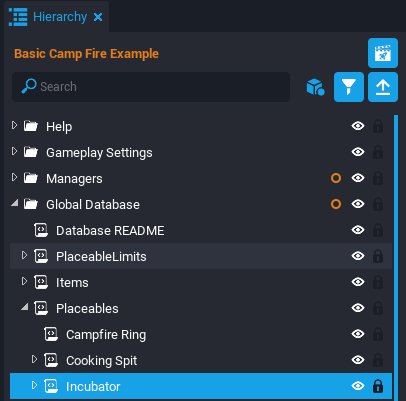 Hierarchy
Basic Camp Fire Example
Search
Help
Gameplay Settings
Managers
Global Database
Database README
PlaceableLimits
Items
Placeables
Campfire Ring
Cooking Spit
Incubator